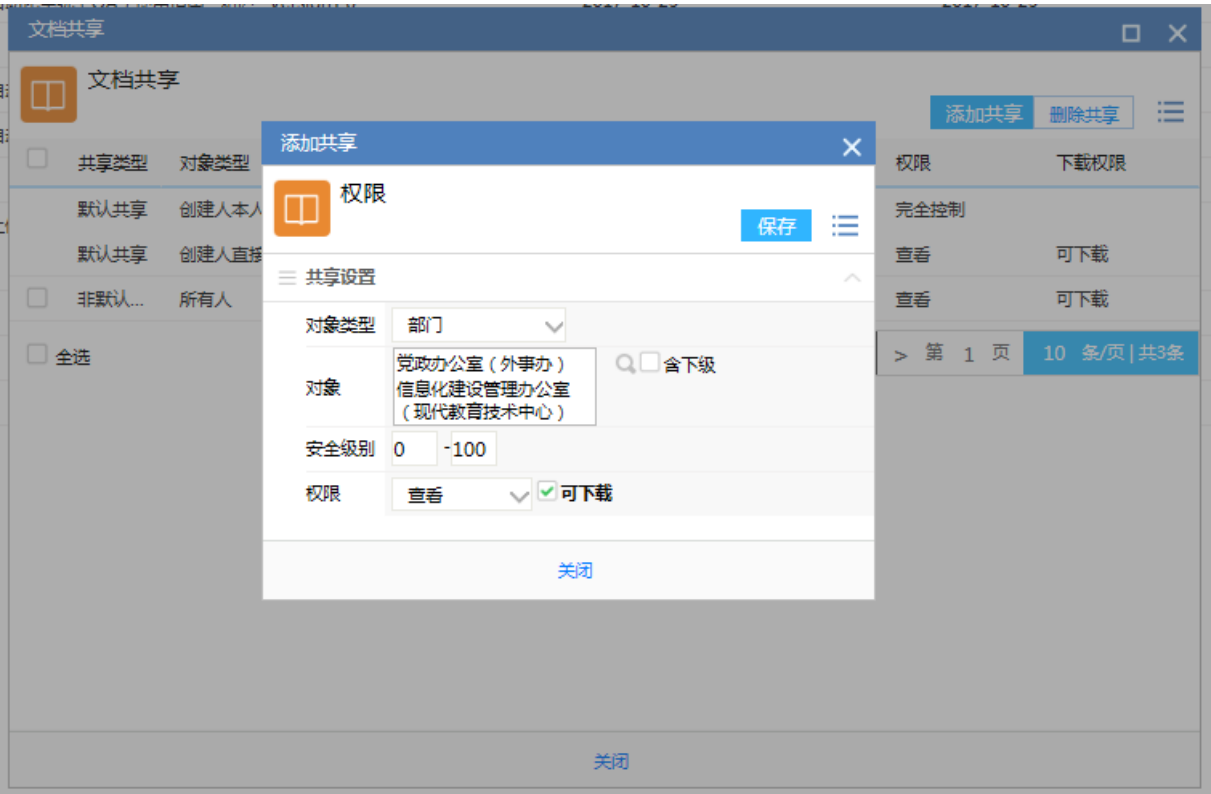 文档共享
文档共享
添加共享 删除共享
共享类型 对象类型 权限 下载权限
默认共享 创建人本人 完全控制
默认共享 创建人直接 查看 可下载
非默认... 所有人 查看 可下载
全选 > 第 1 页 10 条/页 | 共3条
添加共享
权限
保存
共享设置
对象类型 部门
对象
党政办公室（外事办）
信息化建设管理办公室
（现代教育技术中心）
含下级
安全级别 0 -100
权限 查看 可下载
关闭
关闭